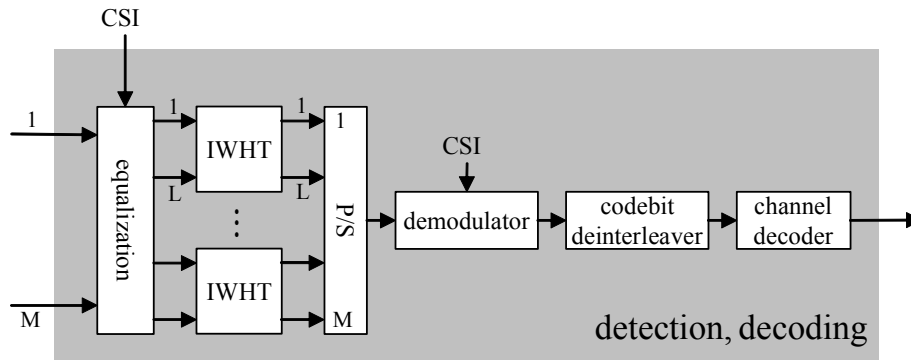 CSI
1
M
equalization
1
L
IWHT
IWHT
1
L
1
P/S
M
CSI
demodulator
codebit
deinterleaver
channel
decoder
detection, decoding